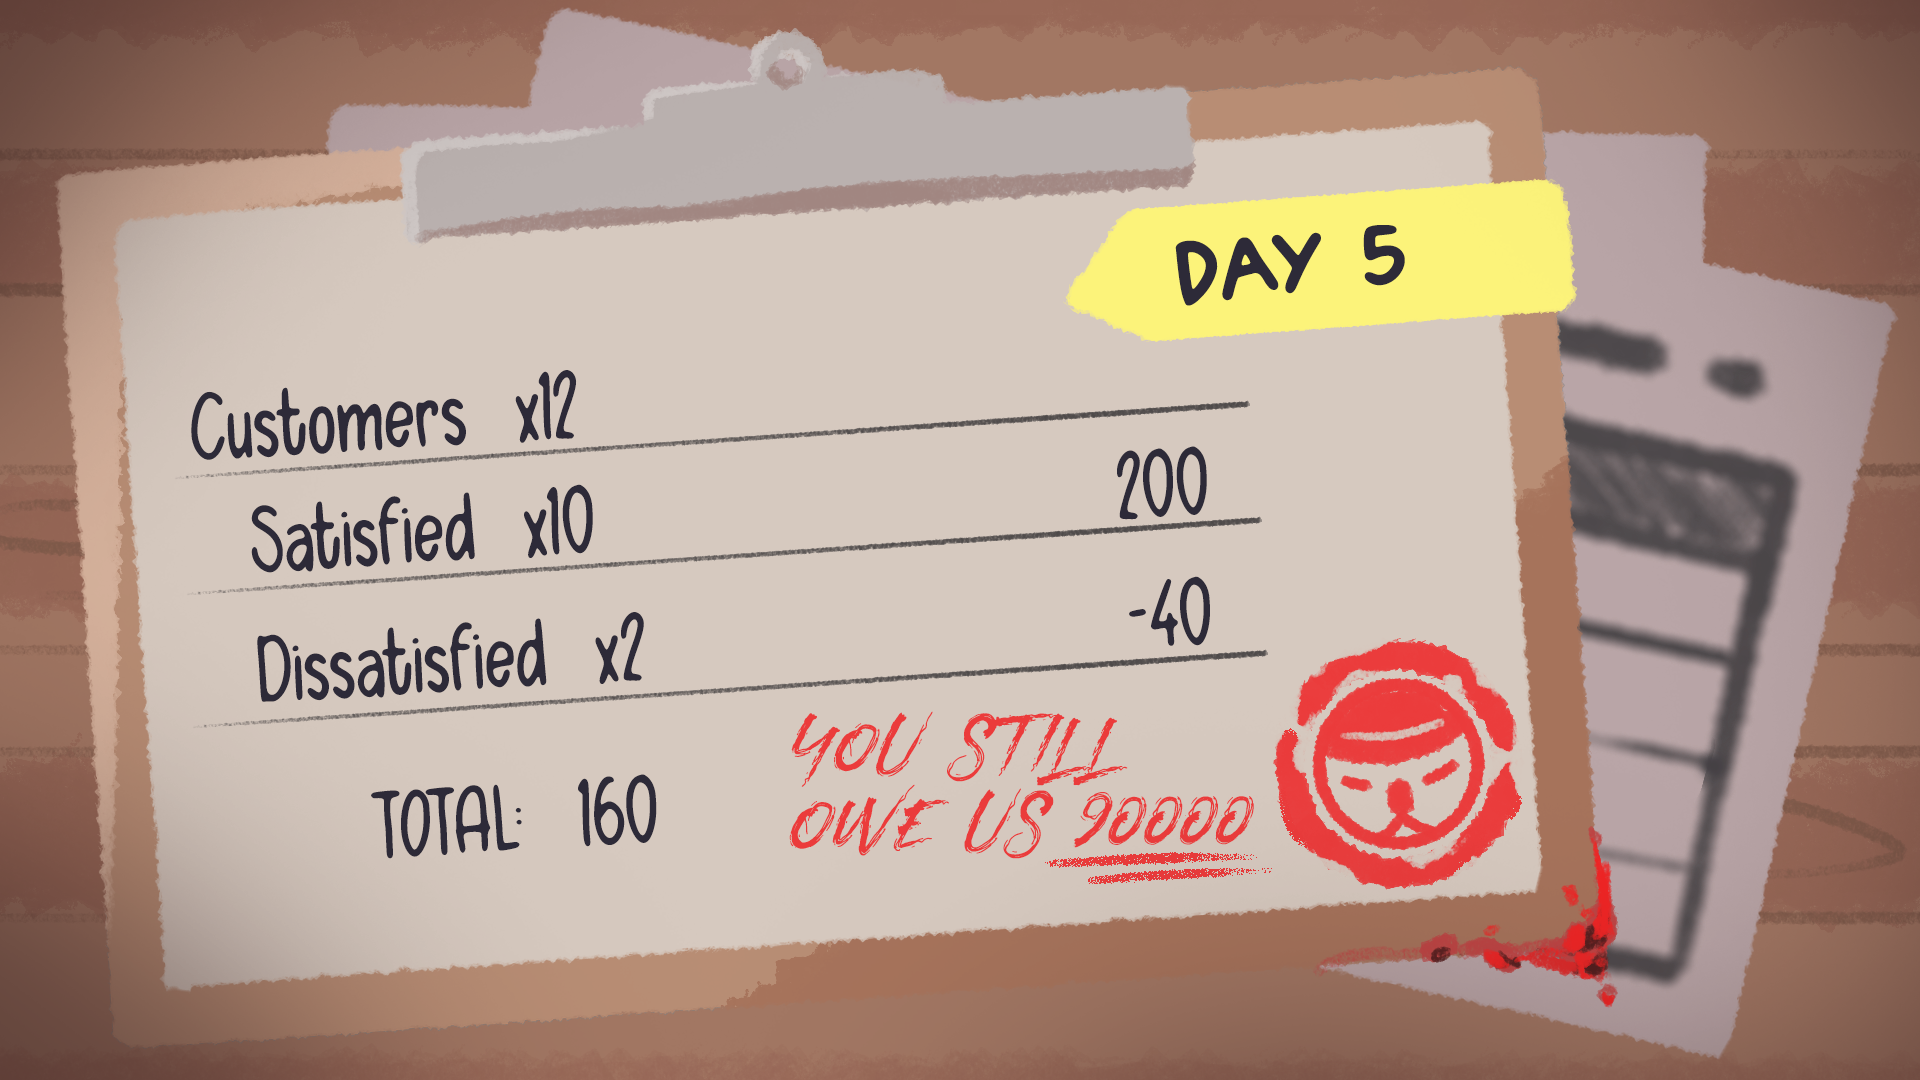 DAY 5
Customers x12
Satisfied x10 200
Dissatisfied x2 -40
TOTAL: 160
YOU STILL
OWE US 90000